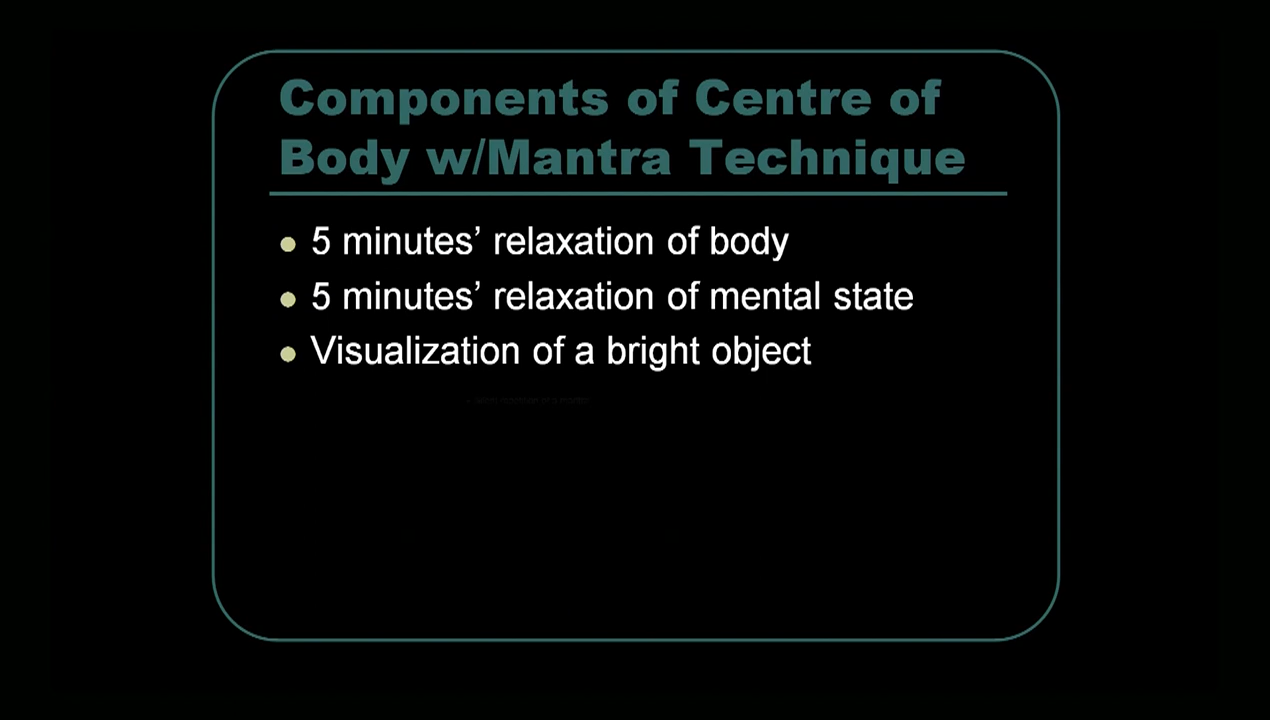 Components of Centre of
Body w/Mantra Technique
5 minutes’ relaxation of body
5 minutes’ relaxation of mental state
Visualization of a bright object